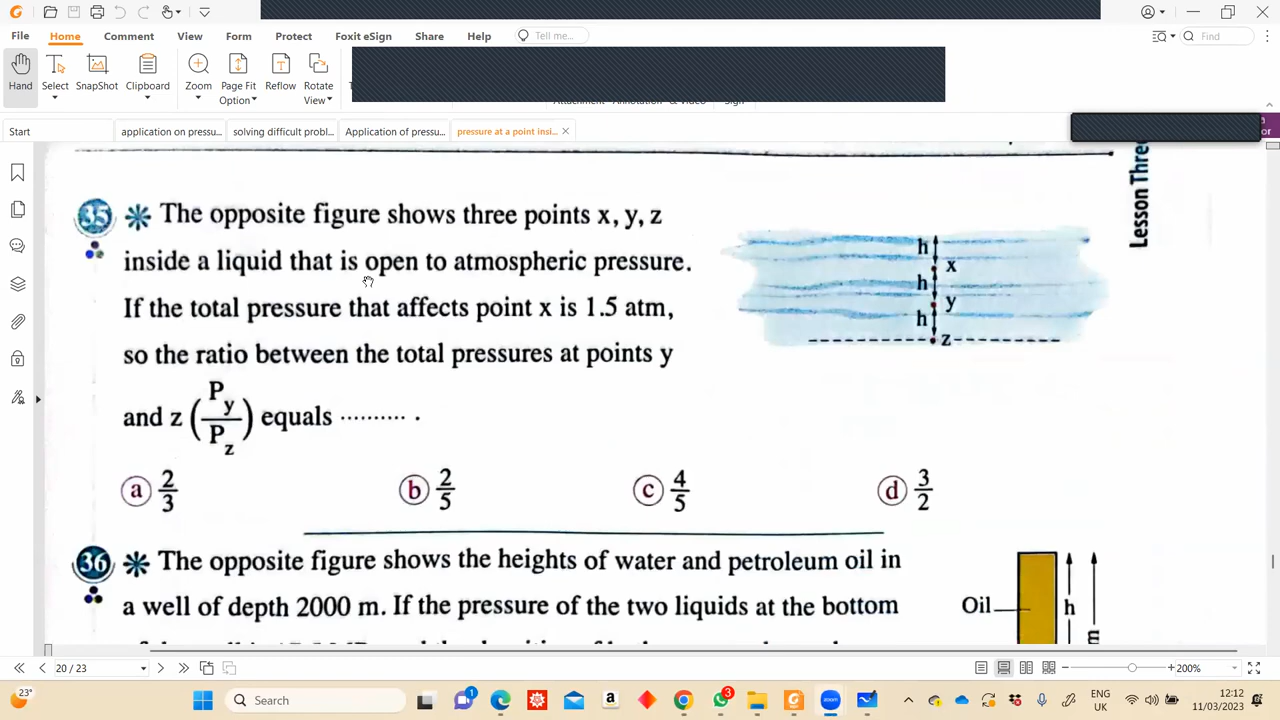 File Home Comment View Form Protect Foxit eSign Share Help Tell me... Find
Hand Select SnapShot Clipboard Zoom Page Fit Option Reflow Rotate View
Start application on pressu... solving difficult probl... Application of pressu... pressure at a point insi...
Lesson Three
35 The opposite figure shows three points x, y, z
inside a liquid that is open to atmospheric pressure.
If the total pressure that affects point x is 1.5 atm,
so the ratio between the total pressures at points y
and z (Py/Pz) equals .......... .
h
x
h
y
h
z
a 2/3 b 2/5 c 4/5 d 3/2
36 The opposite figure shows the heights of water and petroleum oil in
a well of depth 2000 m. If the pressure of the two liquids at the bottom
Oil h
20 / 23 200%
23° Search 1 3 ENG UK 11/03/2023